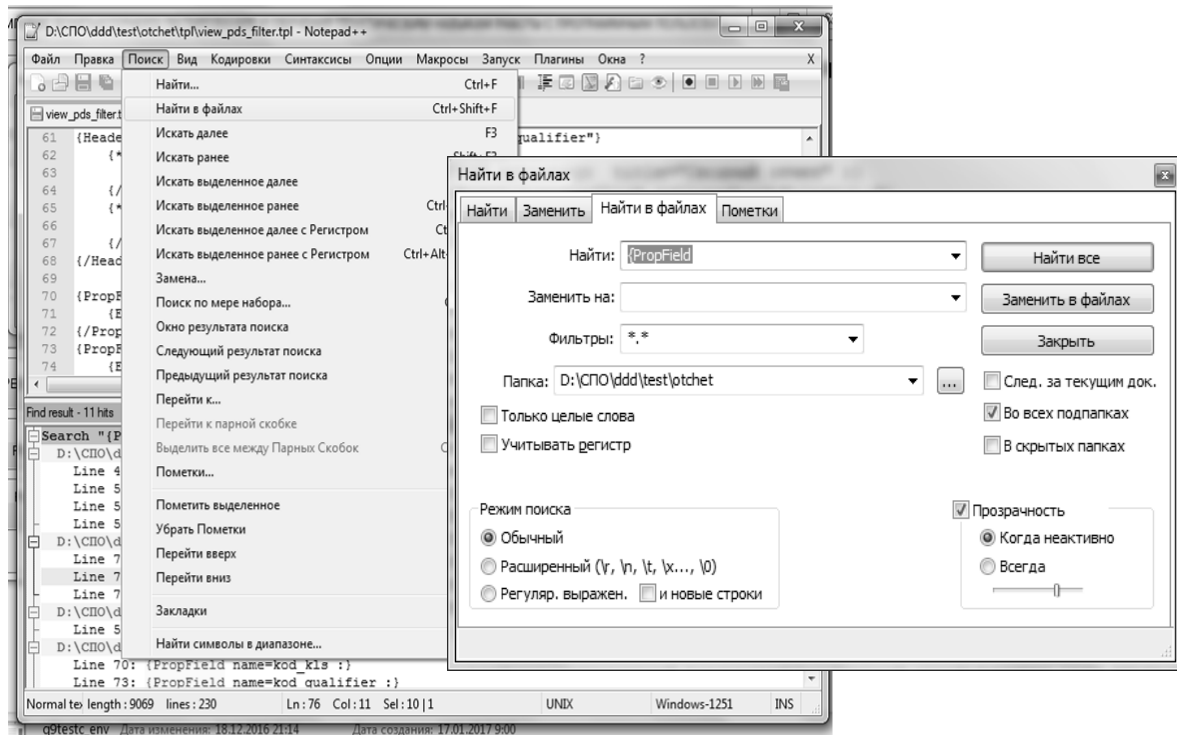 D:\СПО\ddd\test\otchet\tpl\view_pds_filter.tpl - Notepad++
Файл Правка Поиск Вид Кодировки Синтаксисы Опции Макросы Запуск Плагины Окна ? X
view_pds_filter.t
Найти... Ctrl+F
Найти в файлах Ctrl+Shift+F
Искать далее F3
Искать ранее Shift+F3
Искать выделенное далее
Искать выделенное ранее Ctrl-
Искать выделенное далее с Регистром Ct
Искать выделенное ранее с Регистром Ctrl+Alt-
Замена...
Поиск по мере набора...
Окно результата поиска
Следующий результат поиска
Предыдущий результат поиска
Перейти к...
Перейти к парной скобке
Выделить все между Парных Скобок
Пометки...
Пометить выделенное
Убрать Пометки
Перейти вверх
Перейти вниз
Закладки
Найти символы в диапазоне...
61 {Heade qualifier"}
62 {*
63
64 {/
65 {*
66
67 {/
68 {/Head
69
70 {PropF
71 {E
72 {/Prop
73 {PropF
74 {E
Find result - 11 hits
Search "{P
D:\СПО\d
Line 4
Line 5
Line 5
Line 5
D:\СПО\d
Line 7
Line 7
Line 7
D:\СПО\d
Line 5
D:\СПО\d
Line 70: {PropField name=kod_kls :}
Line 73: {PropField name=kod_qualifier :}
Normal tex length : 9069 lines : 230 Ln : 76 Col : 11 Sel : 10 | 1 UNIX Windows-1251 INS
q9testc_env Дата изменения: 18.12.2016 21:14 Дата создания: 17.01.2017 9:00
Найти в файлах
Найти Заменить Найти в файлах Пометки
Найти: {PropField Найти все
Заменить на: Заменить в файлах
Фильтры: *.* Закрыть
Папка: D:\СПО\ddd\test\otchet ... След. за текущим док.
Только целые слова Во всех подпапках
Учитывать регистр В скрытых папках
Режим поиска Прозрачность
Обычный Когда неактивно
Расширенный (\r, \n, \t, \x..., \0) Всегда
Регуляр. выражен. и новые строки